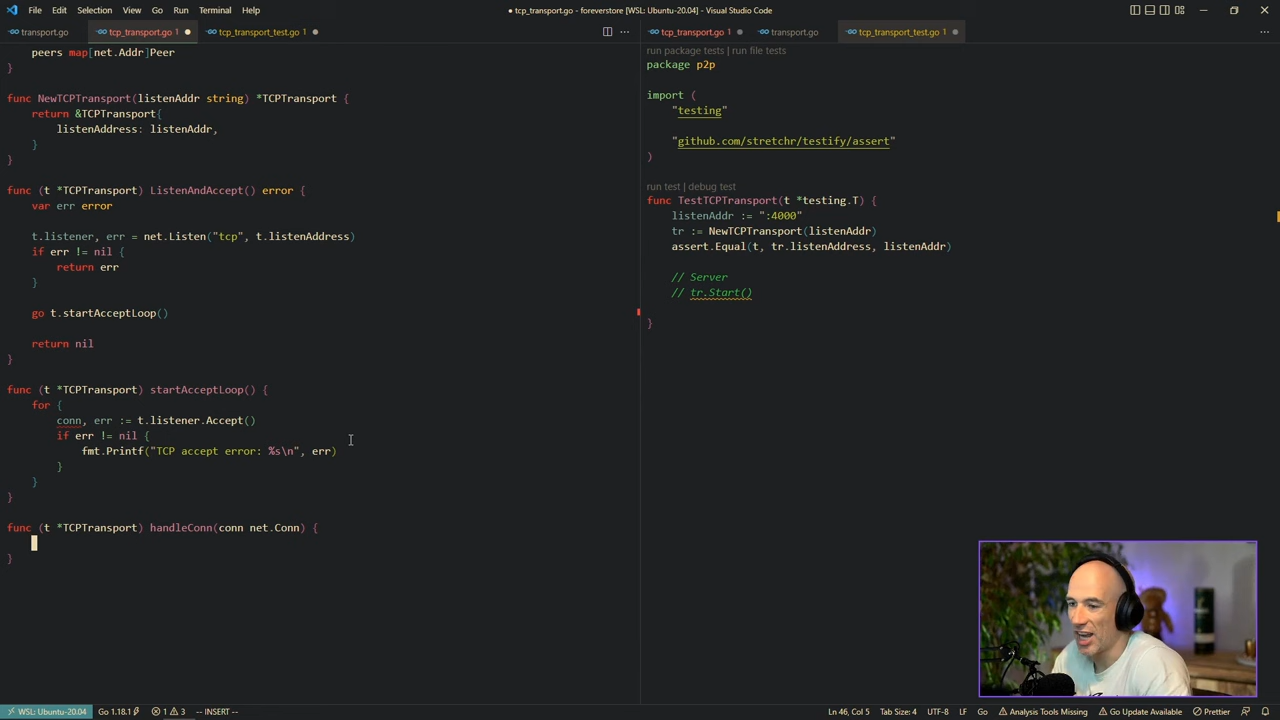 File Edit Selection View Go Run Terminal Help
● tcp_transport.go - foreverstore [WSL: Ubuntu-20.04] - Visual Studio Code
transport.go
tcp_transport.go 1 ●
tcp_transport_test.go 1 ●
peers map[net.Addr]Peer
}
func NewTCPTransport(listenAddr string) *TCPTransport {
return &TCPTransport{
listenAddress: listenAddr,
}
}
func (t *TCPTransport) ListenAndAccept() error {
var err error
t.listener, err = net.Listen("tcp", t.listenAddress)
if err != nil {
return err
}
go t.startAcceptLoop()
return nil
}
func (t *TCPTransport) startAcceptLoop() {
for {
conn, err := t.listener.Accept()
if err != nil {
fmt.Printf("TCP accept error: %s\n", err)
}
}
}
func (t *TCPTransport) handleConn(conn net.Conn) {
}
tcp_transport.go 1 ●
transport.go
tcp_transport_test.go 1 ●
run package tests | run file tests
package p2p
import (
"testing"
"github.com/stretchr/testify/assert"
)
run test | debug test
func TestTCPTransport(t *testing.T) {
listenAddr := ":4000"
tr := NewTCPTransport(listenAddr)
assert.Equal(t, tr.listenAddress, listenAddr)
// Server
// tr.Start()
}
WSL: Ubuntu-20.04 Go 1.18.1 1 3 -- INSERT --
Ln 46, Col 5 Tab Size: 4 UTF-8 LF Go Analysis Tools Missing Go Update Available Prettier